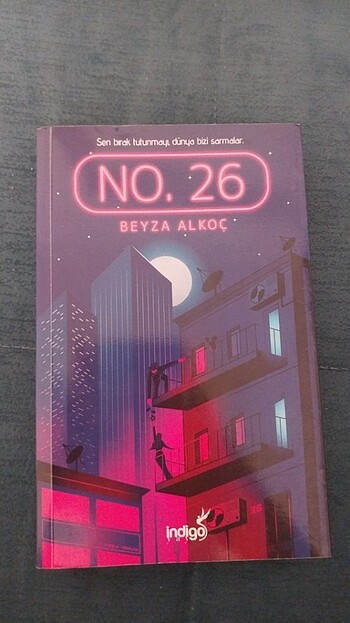 Sen bırak tutunmayı, dünya bizi sarmalar.
NO. 26
BEYZA ALKOÇ
indigo